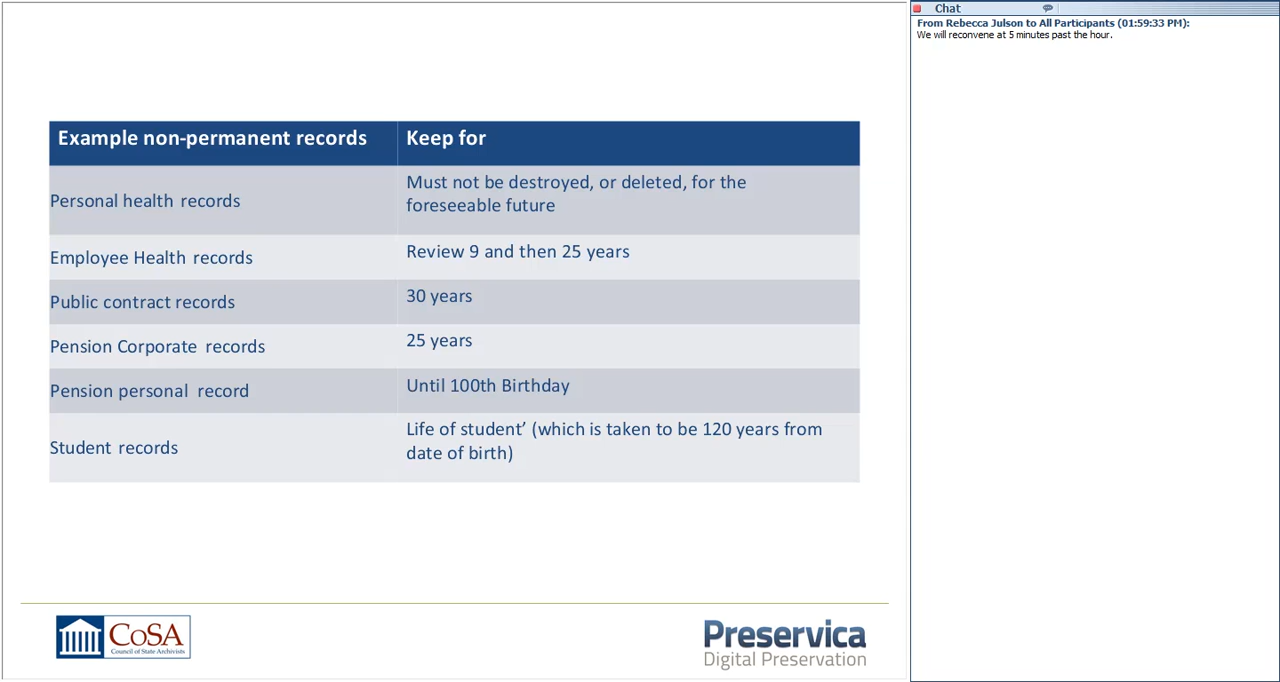 Example non-permanent records
Keep for
Personal health records
Must not be destroyed, or deleted, for the
foreseeable future
Employee Health records
Review 9 and then 25 years
Public contract records
30 years
Pension Corporate records
25 years
Pension personal record
Until 100th Birthday
Student records
Life of student’ (which is taken to be 120 years from
date of birth)
CoSA
Council of State Archivists
Preservica
Digital Preservation
Chat
From Rebecca Julson to All Participants (01:59:33 PM):
We will reconvene at 5 minutes past the hour.